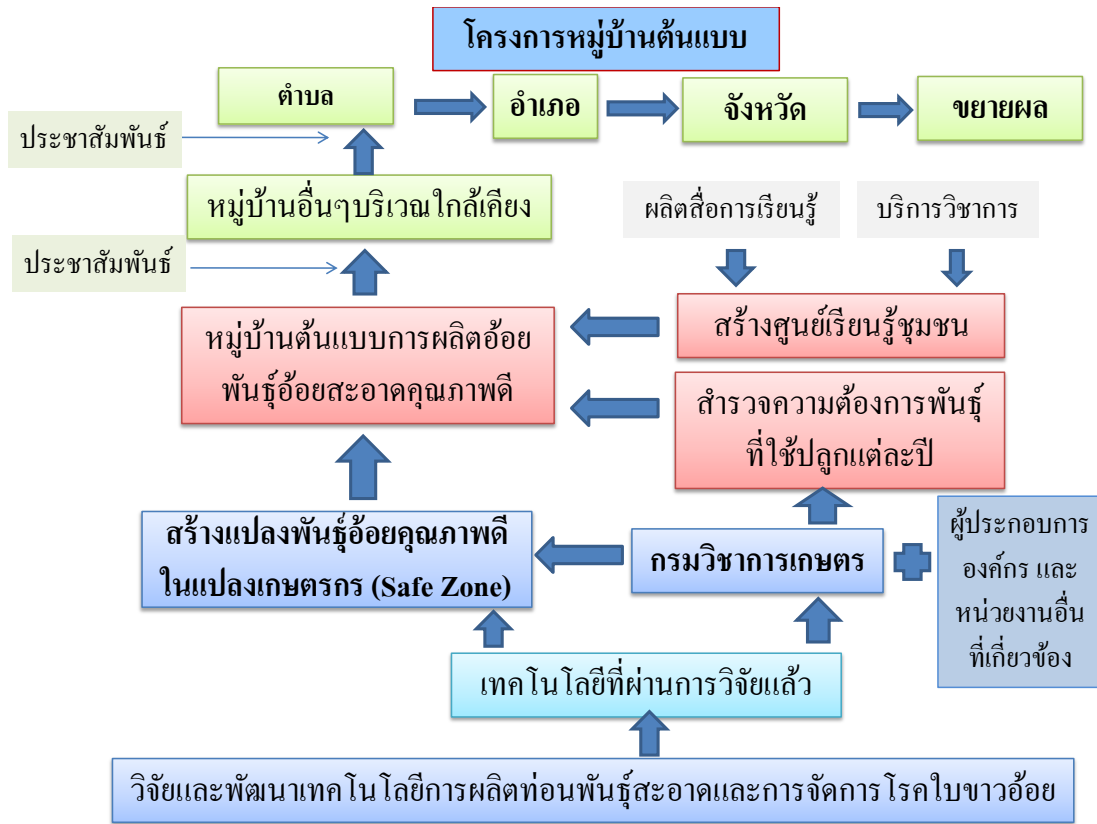 โครงการหมู่บ้านต้นแบบ
ตำบล
อำเภอ
จังหวัด
ขยายผล
ประชาสัมพันธ์
หมู่บ้านอื่นๆบริเวณใกล้เคียง
ผลิตสื่อการเรียนรู้
บริการวิชาการ
ประชาสัมพันธ์
หมู่บ้านต้นแบบการผลิตอ้อย
พันธุ์อ้อยสะอาดคุณภาพดี
สร้างศูนย์เรียนรู้ชุมชน
สำรวจความต้องการพันธุ์
ที่ใช้ปลูกแต่ละปี
สร้างแปลงพันธุ์อ้อยคุณภาพดี
ในแปลงเกษตรกร (Safe Zone)
กรมวิชาการเกษตร
ผู้ประกอบการ
องค์กร และ
หน่วยงานอื่น
ที่เกี่ยวข้อง
เทคโนโลยีที่ผ่านการวิจัยแล้ว
วิจัยและพัฒนาเทคโนโลยีการผลิตท่อนพันธุ์สะอาดและการจัดการโรคใบขาวอ้อย